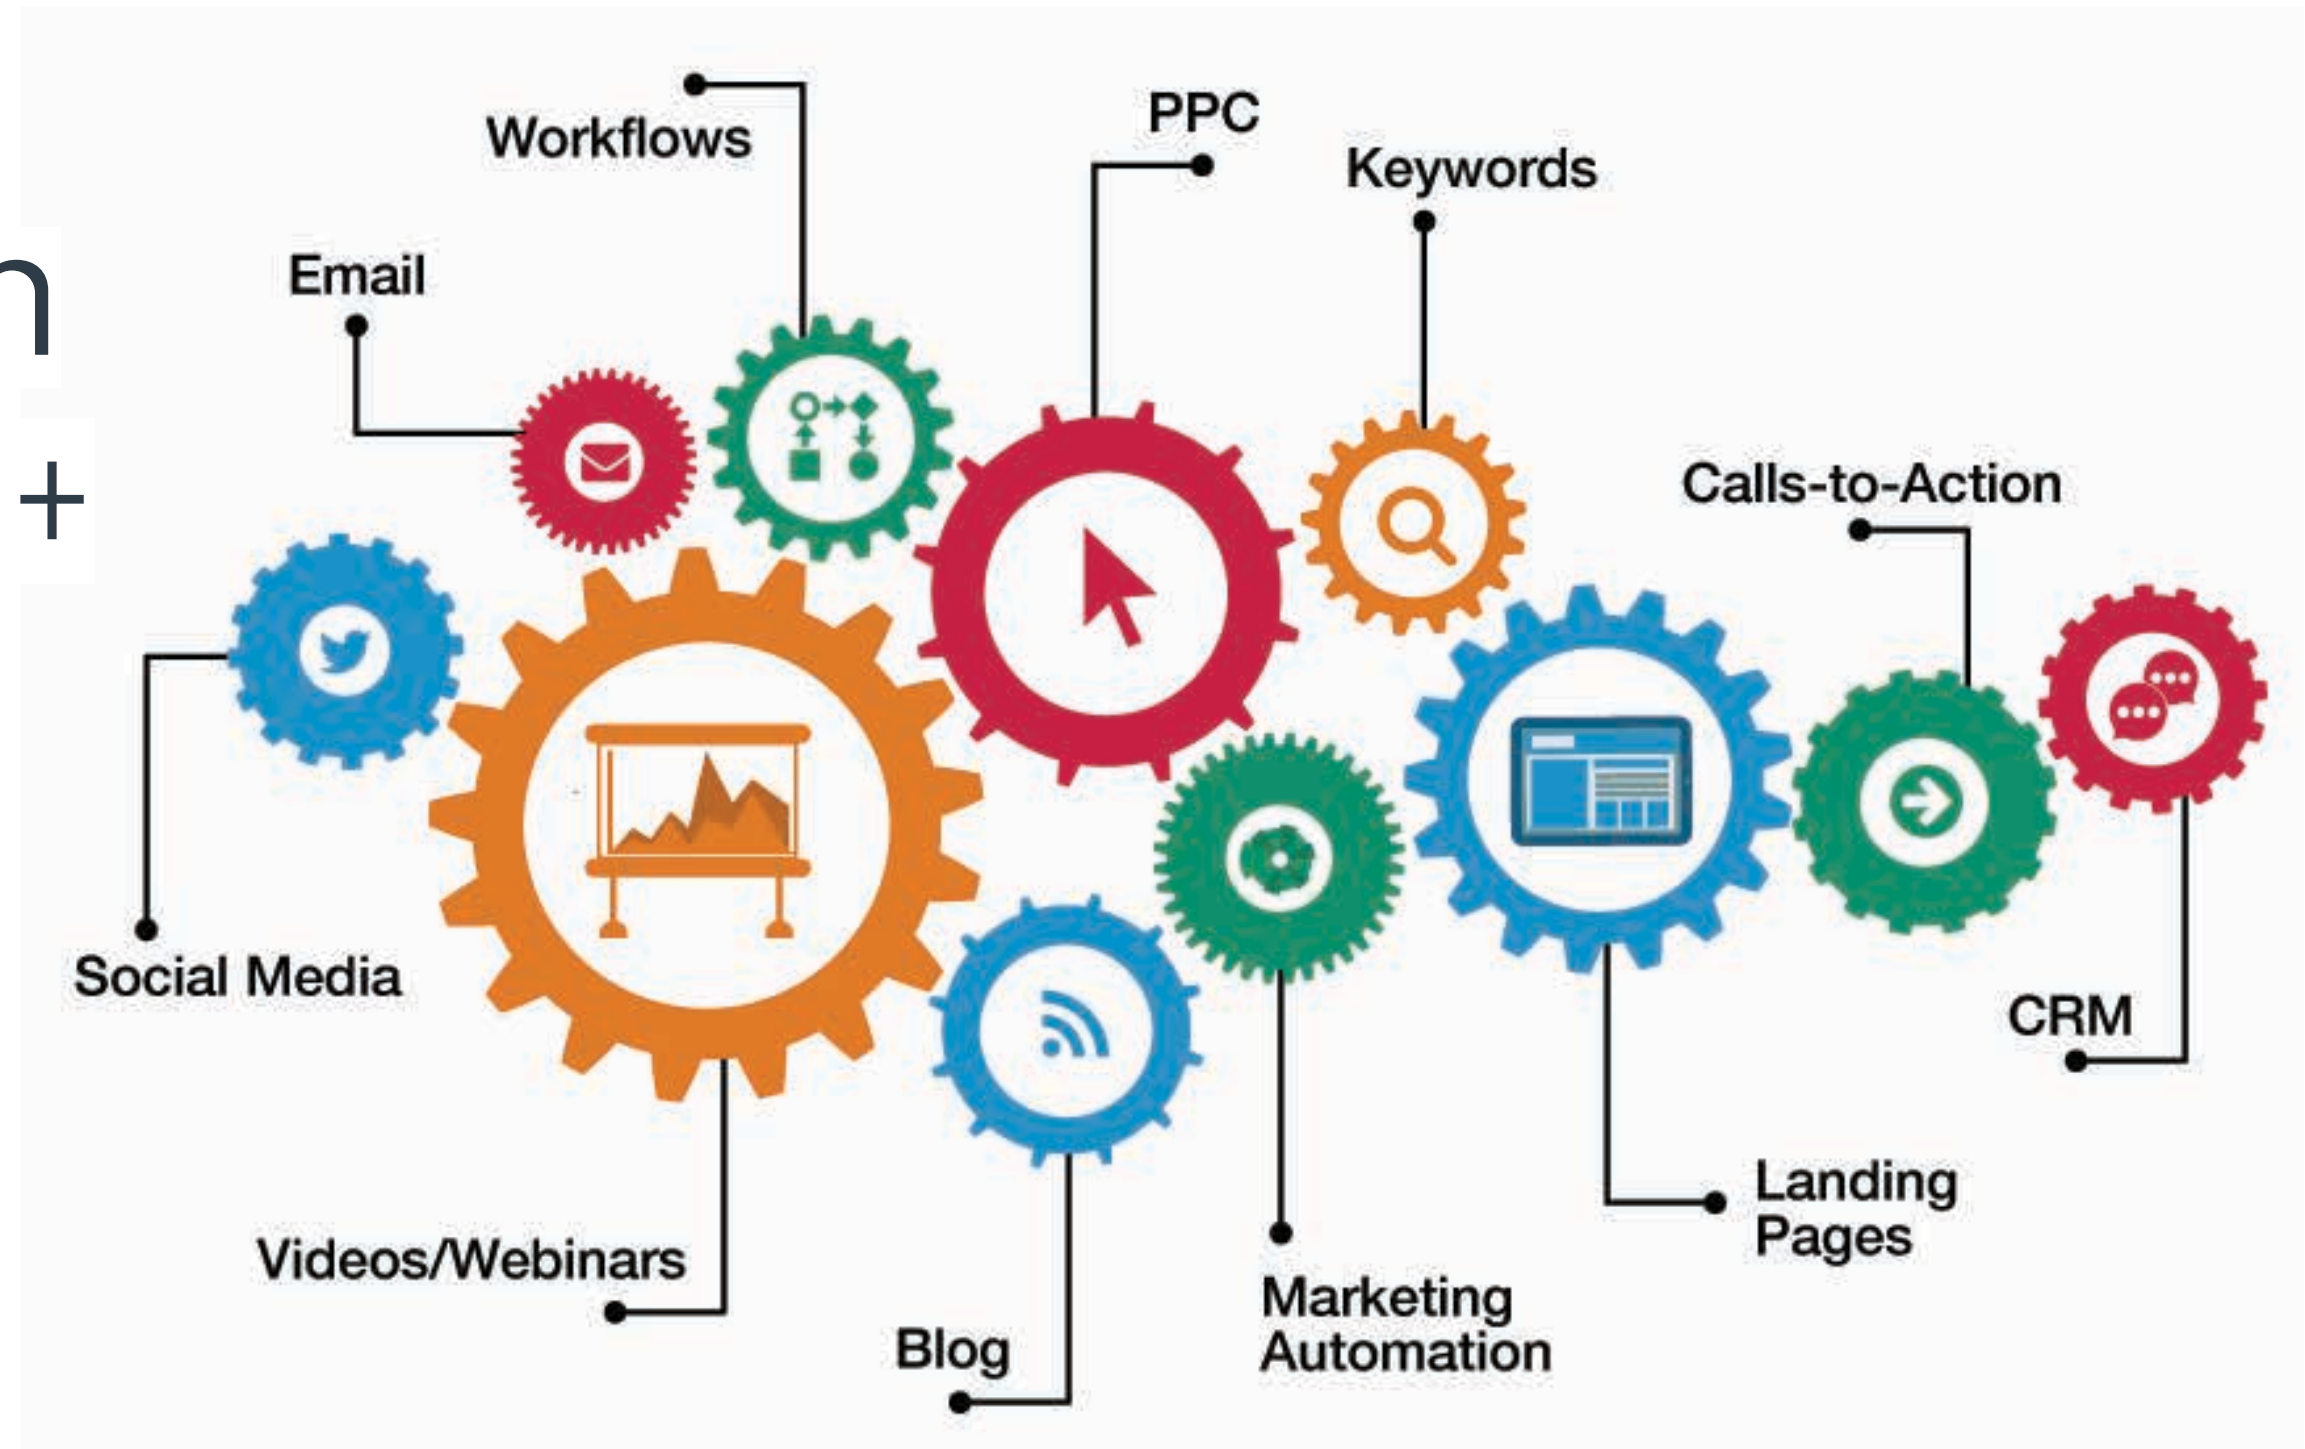 Workflows
PPC
Keywords
Email
n
+
Calls-to-Action
Social Media
CRM
Landing
Pages
Videos/Webinars
Marketing
Automation
Blog